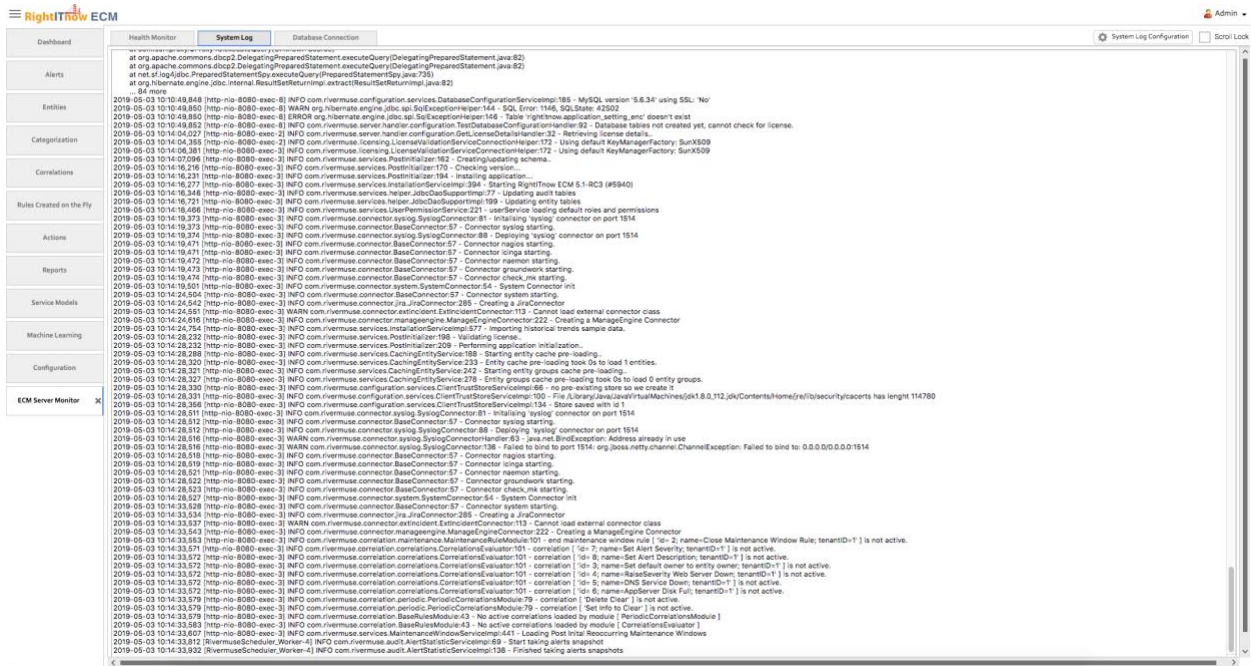 RightITnow ECM
Admin
Dashboard
Alerts
Entities
Categorization
Correlations
Rules Created on the Fly
Actions
Reports
Service Models
Machine Learning
Configuration
ECM Server Monitor X
Health Monitor System Log Database Connection
System Log Configuration Scroll Lock
at org.apache.commons.dbcp2.DelegatingPreparedStatement.executeQuery(DelegatingPreparedStatement.java:82)
at org.apache.commons.dbcp2.DelegatingPreparedStatement.executeQuery(DelegatingPreparedStatement.java:82)
at net.sf.log4jdbc.PreparedStatementSpy.executeQuery(PreparedStatementSpy.java:735)
at org.hibernate.engine.jdbc.internal.ResultSetReturnImpl.extract(ResultSetReturnImpl.java:82)
... 84 more
2019-05-03 10:10:49,848 [http-nio-8080-exec-8] INFO com.rivermuse.configuration.services.DatabaseConfigurationServiceImpl:185 - MySQL version '5.6.34' using SSL: 'No'
2019-05-03 10:10:49,850 [http-nio-8080-exec-8] WARN org.hibernate.engine.jdbc.spi.SqlExceptionHelper:144 - SQL Error: 1146, SQLState: 42S02
2019-05-03 10:10:49,850 [http-nio-8080-exec-8] ERROR org.hibernate.engine.jdbc.spi.SqlExceptionHelper:146 - Table 'rightitnow.application_setting_enc' doesn't exist
2019-05-03 10:10:49,852 [http-nio-8080-exec-8] INFO com.rivermuse.server.handler.configuration.TestDatabaseConfigurationHandler:92 - Database tables not created yet, cannot check for license.
2019-05-03 10:14:04,027 [http-nio-8080-exec-2] INFO com.rivermuse.server.handler.configuration.GetLicenseDetailsHandler:32 - Retrieving license details..
2019-05-03 10:14:04,355 [http-nio-8080-exec-2] INFO com.rivermuse.licensing.LicenseValidationServiceConnectionHelper:172 - Using default KeyManagerFactory: SunX509
2019-05-03 10:14:06,381 [http-nio-8080-exec-3] INFO com.rivermuse.licensing.LicenseValidationServiceConnectionHelper:172 - Using default KeyManagerFactory: SunX509
2019-05-03 10:14:07,096 [http-nio-8080-exec-3] INFO com.rivermuse.services.PostInitializer:162 - Creating/updating schema..
2019-05-03 10:14:16,216 [http-nio-8080-exec-3] INFO com.rivermuse.services.PostInitializer:170 - Checking version...
2019-05-03 10:14:16,231 [http-nio-8080-exec-3] INFO com.rivermuse.services.PostInitializer:194 - Installing application...
2019-05-03 10:14:16,277 [http-nio-8080-exec-3] INFO com.rivermuse.services.InstallationServiceImpl:394 - Starting RightITnow ECM 5.1-RC3 (#5940)
2019-05-03 10:14:16,346 [http-nio-8080-exec-3] INFO com.rivermuse.services.helper.JdbcDaoSupportImpl:77 - Updating audit tables
2019-05-03 10:14:16,721 [http-nio-8080-exec-3] INFO com.rivermuse.services.helper.JdbcDaoSupportImpl:199 - Updating entity tables
2019-05-03 10:14:18,466 [http-nio-8080-exec-3] INFO com.rivermuse.services.UserPermissionService:221 - userService loading default roles and permissions
2019-05-03 10:14:19,373 [http-nio-8080-exec-3] INFO com.rivermuse.connector.syslog.SyslogConnector:81 - Initalising 'syslog' connector on port 1514
2019-05-03 10:14:19,373 [http-nio-8080-exec-3] INFO com.rivermuse.connector.BaseConnector:57 - Connector syslog starting.
2019-05-03 10:14:19,374 [http-nio-8080-exec-3] INFO com.rivermuse.connector.syslog.SyslogConnector:88 - Deploying 'syslog' connector on port 1514
2019-05-03 10:14:19,471 [http-nio-8080-exec-3] INFO com.rivermuse.connector.BaseConnector:57 - Connector nagios starting.
2019-05-03 10:14:19,471 [http-nio-8080-exec-3] INFO com.rivermuse.connector.BaseConnector:57 - Connector icinga starting.
2019-05-03 10:14:19,472 [http-nio-8080-exec-3] INFO com.rivermuse.connector.BaseConnector:57 - Connector naemon starting.
2019-05-03 10:14:19,473 [http-nio-8080-exec-3] INFO com.rivermuse.connector.BaseConnector:57 - Connector groundwork starting.
2019-05-03 10:14:19,474 [http-nio-8080-exec-3] INFO com.rivermuse.connector.BaseConnector:57 - Connector check_mk starting.
2019-05-03 10:14:19,501 [http-nio-8080-exec-3] INFO com.rivermuse.connector.system.SystemConnector:54 - System Connector init
2019-05-03 10:14:24,504 [http-nio-8080-exec-3] INFO com.rivermuse.connector.BaseConnector:57 - Connector system starting.
2019-05-03 10:14:24,542 [http-nio-8080-exec-3] INFO com.rivermuse.connector.jira.JiraConnector:285 - Creating a JiraConnector
2019-05-03 10:14:24,551 [http-nio-8080-exec-3] WARN com.rivermuse.connector.extincident.ExtIncidentConnector:113 - Cannot load external connector class
2019-05-03 10:14:24,616 [http-nio-8080-exec-3] INFO com.rivermuse.connector.manageengine.ManageEngineConnector:222 - Creating a ManageEngine Connector
2019-05-03 10:14:24,754 [http-nio-8080-exec-3] INFO com.rivermuse.services.InstallationServiceImpl:577 - Importing historical trends sample data.
2019-05-03 10:14:28,232 [http-nio-8080-exec-3] INFO com.rivermuse.services.PostInitializer:198 - Validating license..
2019-05-03 10:14:28,232 [http-nio-8080-exec-3] INFO com.rivermuse.services.PostInitializer:209 - Performing application initialization..
2019-05-03 10:14:28,288 [http-nio-8080-exec-3] INFO com.rivermuse.services.CachingEntityService:188 - Starting entity cache pre-loading..
2019-05-03 10:14:28,320 [http-nio-8080-exec-3] INFO com.rivermuse.services.CachingEntityService:233 - Entity cache pre-loading took 0s to load 1 entities.
2019-05-03 10:14:28,321 [http-nio-8080-exec-3] INFO com.rivermuse.services.CachingEntityService:242 - Starting entity groups cache pre-loading..
2019-05-03 10:14:28,327 [http-nio-8080-exec-3] INFO com.rivermuse.services.CachingEntityService:278 - Entity groups cache pre-loading took 0s to load 0 entity groups.
2019-05-03 10:14:28,330 [http-nio-8080-exec-3] INFO com.rivermuse.configuration.services.ClientTrustStoreServiceImpl:66 - no pre-existing store so we create it
2019-05-03 10:14:28,331 [http-nio-8080-exec-3] INFO com.rivermuse.configuration.services.ClientTrustStoreServiceImpl:100 - File /Library/Java/JavaVirtualMachines/jdk1.8.0_112.jdk/Contents/Home/jre/lib/security/cacerts has lenght 114780
2019-05-03 10:14:28,356 [http-nio-8080-exec-3] INFO com.rivermuse.configuration.services.ClientTrustStoreServiceImpl:134 - Store saved with id 1
2019-05-03 10:14:28,511 [http-nio-8080-exec-3] INFO com.rivermuse.connector.syslog.SyslogConnector:81 - Initalising 'syslog' connector on port 1514
2019-05-03 10:14:28,512 [http-nio-8080-exec-3] INFO com.rivermuse.connector.BaseConnector:57 - Connector syslog starting.
2019-05-03 10:14:28,512 [http-nio-8080-exec-3] INFO com.rivermuse.connector.syslog.SyslogConnector:88 - Deploying 'syslog' connector on port 1514
2019-05-03 10:14:28,516 [http-nio-8080-exec-3] WARN com.rivermuse.connector.syslog.SyslogConnectorHandler:63 - java.net.BindException: Address already in use
2019-05-03 10:14:28,516 [http-nio-8080-exec-3] WARN com.rivermuse.connector.syslog.SyslogConnector:136 - Failed to bind to port 1514: org.jboss.netty.channel.ChannelException: Failed to bind to: 0.0.0.0/0.0.0.0:1514
2019-05-03 10:14:28,518 [http-nio-8080-exec-3] INFO com.rivermuse.connector.BaseConnector:57 - Connector nagios starting.
2019-05-03 10:14:28,519 [http-nio-8080-exec-3] INFO com.rivermuse.connector.BaseConnector:57 - Connector icinga starting.
2019-05-03 10:14:28,521 [http-nio-8080-exec-3] INFO com.rivermuse.connector.BaseConnector:57 - Connector naemon starting.
2019-05-03 10:14:28,522 [http-nio-8080-exec-3] INFO com.rivermuse.connector.BaseConnector:57 - Connector groundwork starting.
2019-05-03 10:14:28,523 [http-nio-8080-exec-3] INFO com.rivermuse.connector.BaseConnector:57 - Connector check_mk starting.
2019-05-03 10:14:28,527 [http-nio-8080-exec-3] INFO com.rivermuse.connector.system.SystemConnector:54 - System Connector init
2019-05-03 10:14:33,528 [http-nio-8080-exec-3] INFO com.rivermuse.connector.BaseConnector:57 - Connector system starting.
2019-05-03 10:14:33,534 [http-nio-8080-exec-3] INFO com.rivermuse.connector.jira.JiraConnector:285 - Creating a JiraConnector
2019-05-03 10:14:33,537 [http-nio-8080-exec-3] WARN com.rivermuse.connector.extincident.ExtIncidentConnector:113 - Cannot load external connector class
2019-05-03 10:14:33,543 [http-nio-8080-exec-3] INFO com.rivermuse.connector.manageengine.ManageEngineConnector:222 - Creating a ManageEngine Connector
2019-05-03 10:14:33,553 [http-nio-8080-exec-3] INFO com.rivermuse.correlation.maintenance.MaintenanceRuleModule:101 - end maintenance window rule [ 'id= 2; name=Close Maintenance Window Rule; tenantID=1' ] is not active.
2019-05-03 10:14:33,571 [http-nio-8080-exec-3] INFO com.rivermuse.correlation.correlations.CorrelationsEvaluator:101 - correlation [ 'id= 7; name=Set Alert Severity; tenantID=1' ] is not active.
2019-05-03 10:14:33,572 [http-nio-8080-exec-3] INFO com.rivermuse.correlation.correlations.CorrelationsEvaluator:101 - correlation [ 'id= 8; name=Set Alert Description; tenantID=1' ] is not active.
2019-05-03 10:14:33,572 [http-nio-8080-exec-3] INFO com.rivermuse.correlation.correlations.CorrelationsEvaluator:101 - correlation [ 'id= 3; name=Set default owner to entity owner; tenantID=1' ] is not active.
2019-05-03 10:14:33,572 [http-nio-8080-exec-3] INFO com.rivermuse.correlation.correlations.CorrelationsEvaluator:101 - correlation [ 'id= 4; name=RaiseSeverity Web Server Down; tenantID=1' ] is not active.
2019-05-03 10:14:33,572 [http-nio-8080-exec-3] INFO com.rivermuse.correlation.correlations.CorrelationsEvaluator:101 - correlation [ 'id= 5; name=DNS Service Down; tenantID=1' ] is not active.
2019-05-03 10:14:33,572 [http-nio-8080-exec-3] INFO com.rivermuse.correlation.correlations.CorrelationsEvaluator:101 - correlation [ 'id= 6; name=AppServer Disk Full; tenantID=1' ] is not active.
2019-05-03 10:14:33,579 [http-nio-8080-exec-3] INFO com.rivermuse.correlation.periodic.PeriodicCorrelationsModule:79 - correlation [ 'Delete Clear' ] is not active.
2019-05-03 10:14:33,579 [http-nio-8080-exec-3] INFO com.rivermuse.correlation.periodic.PeriodicCorrelationsModule:79 - correlation [ 'Set Info to Clear' ] is not active.
2019-05-03 10:14:33,579 [http-nio-8080-exec-3] INFO com.rivermuse.correlation.BaseRulesModule:43 - No active correlations loaded by module [ PeriodicCorrelationsModule ]
2019-05-03 10:14:33,583 [http-nio-8080-exec-3] INFO com.rivermuse.correlation.BaseRulesModule:43 - No active correlations loaded by module [ CorrelationsEvaluator ]
2019-05-03 10:14:33,607 [http-nio-8080-exec-3] INFO com.rivermuse.services.MaintenanceWindowServiceImpl:441 - Loading Post Inital Reoccurring Maintenance Windows
2019-05-03 10:14:33,812 [RivermuseScheduler_Worker-4] INFO com.rivermuse.audit.AlertStatisticServiceImpl:69 - Start taking alerts snapshot
2019-05-03 10:14:33,932 [RivermuseScheduler_Worker-4] INFO com.rivermuse.audit.AlertStatisticServiceImpl:138 - Finished taking alerts snapshots